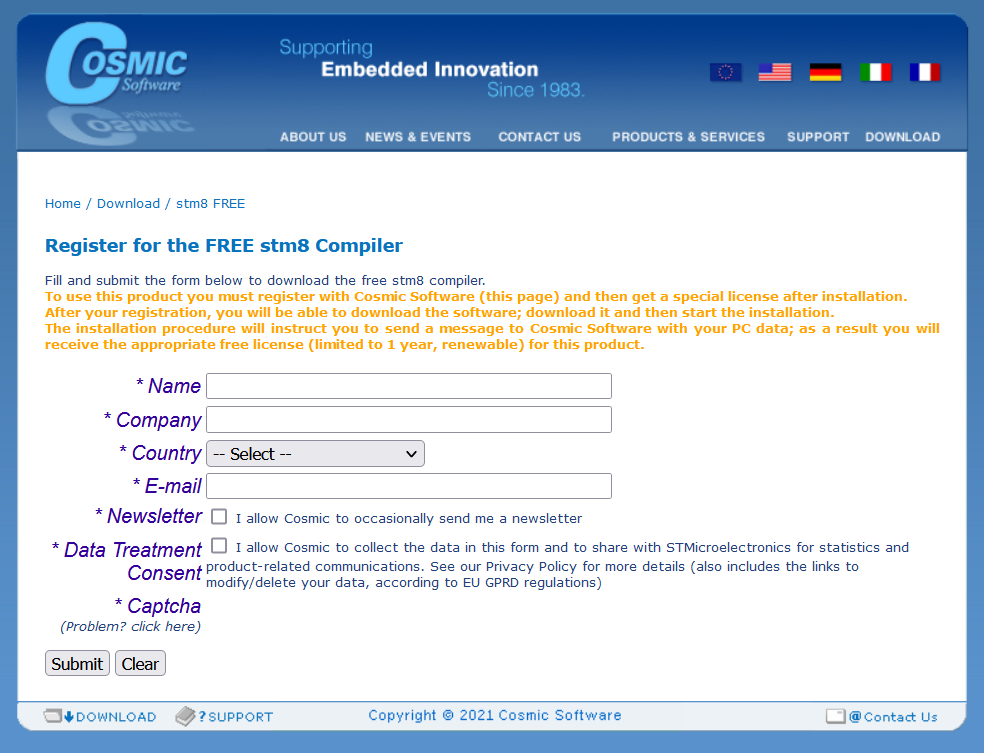 COSMIC
Software
Supporting
Embedded Innovation
Since 1983.
ABOUT US NEWS & EVENTS CONTACT US PRODUCTS & SERVICES SUPPORT DOWNLOAD
Home / Download / stm8 FREE
Register for the FREE stm8 Compiler
Fill and submit the form below to download the free stm8 compiler.
To use this product you must register with Cosmic Software (this page) and then get a special license after installation.
After your registration, you will be able to download the software; download it and then start the installation.
The installation procedure will instruct you to send a message to Cosmic Software with your PC data; as a result you will
receive the appropriate free license (limited to 1 year, renewable) for this product.
* Name
* Company
* Country -- Select --
* E-mail
* Newsletter I allow Cosmic to occasionally send me a newsletter
* Data Treatment Consent
I allow Cosmic to collect the data in this form and to share with STMicroelectronics for statistics and
product-related communications. See our Privacy Policy for more details (also includes the links to
modify/delete your data, according to EU GPRD regulations)
* Captcha
(Problem? click here)
Submit Clear
DOWNLOAD ?SUPPORT Copyright © 2021 Cosmic Software @Contact Us